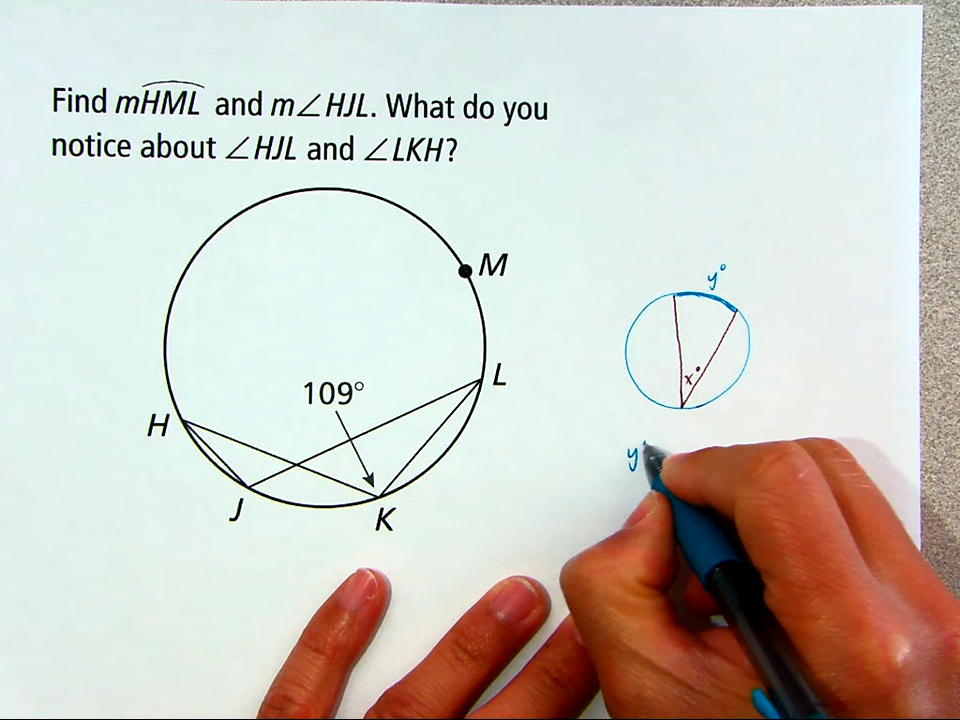 Find mHML and m∠HJL. What do you
notice about ∠HJL and ∠LKH?
M
L
109°
H
J
K
y°
x°
y°